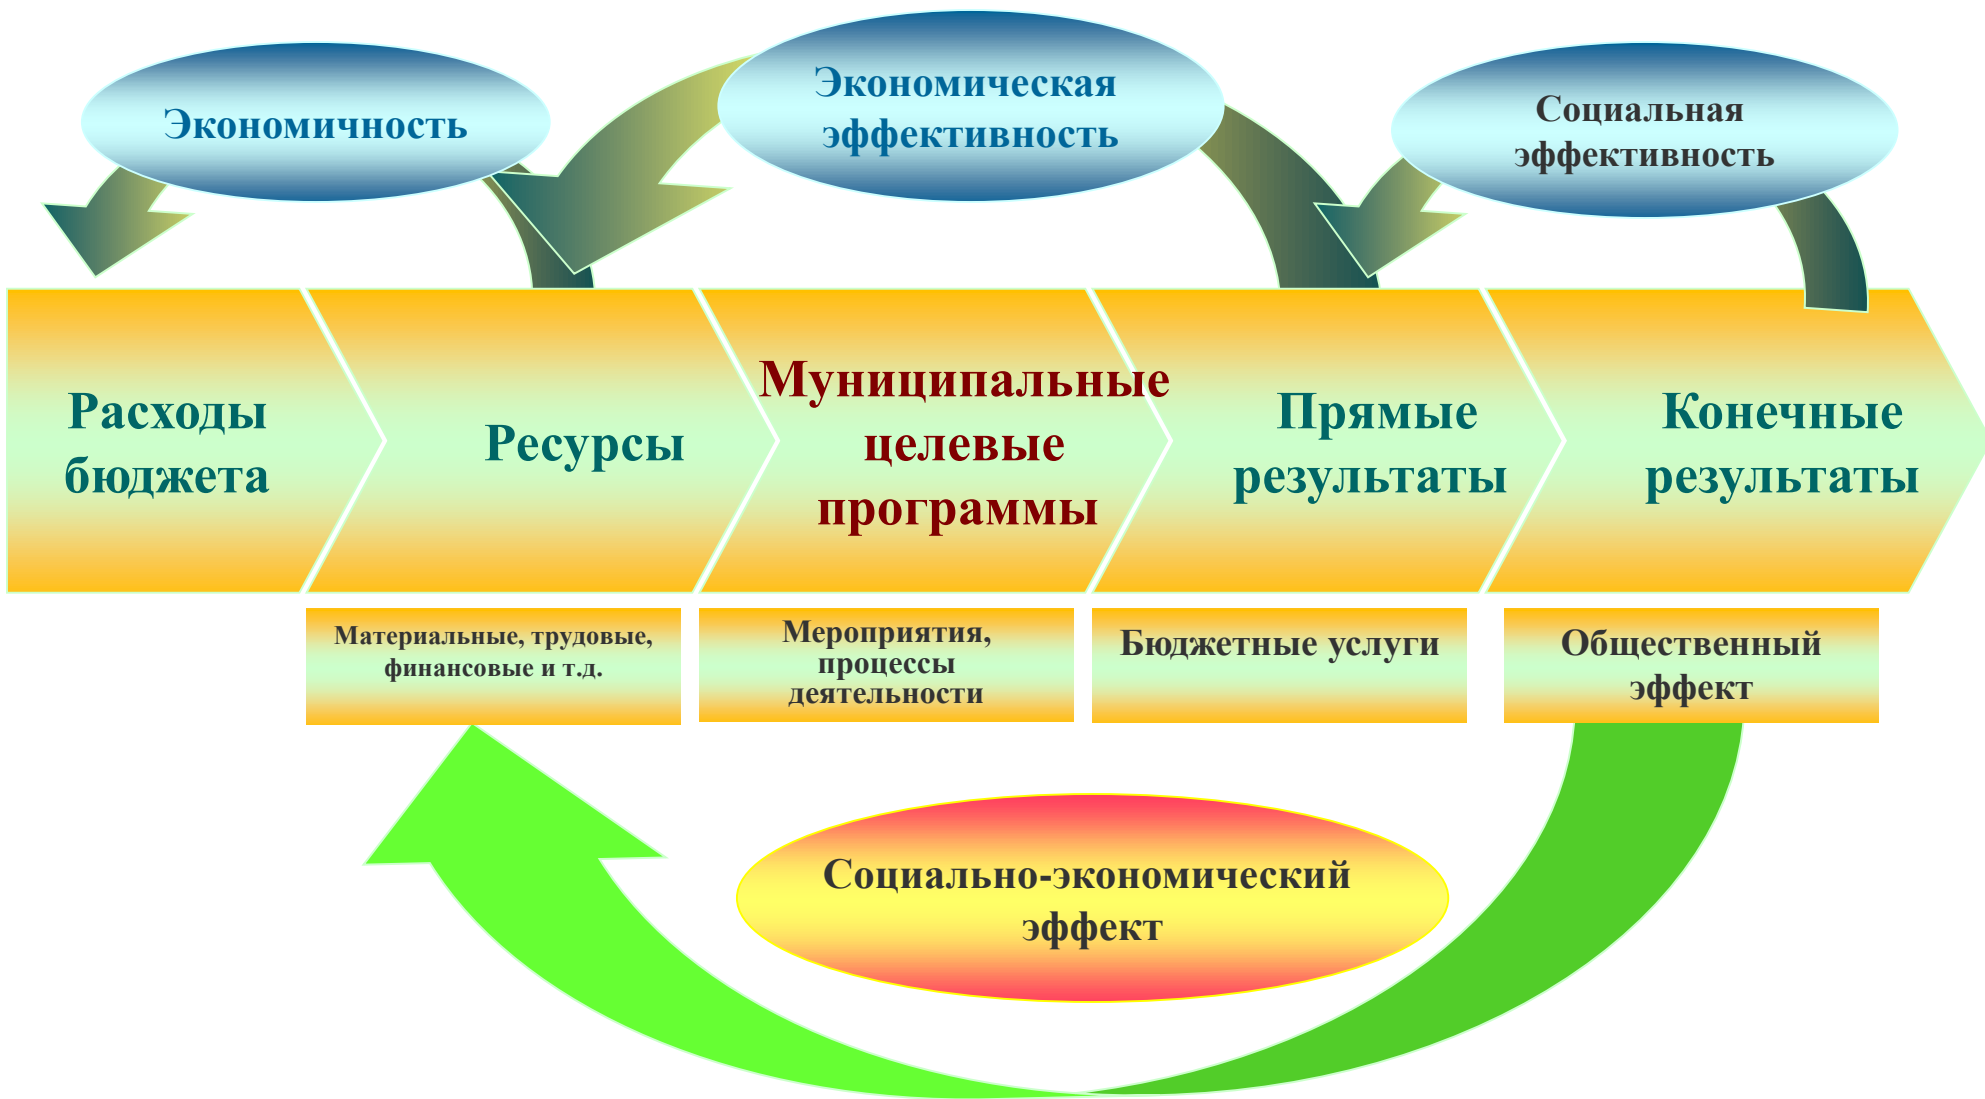 Экономичность
Экономическая
эффективность
Социальная
эффективность
Расходы
бюджета
Ресурсы
Муниципальные
целевые
программы
Прямые
результаты
Конечные
результаты
Материальные, трудовые,
финансовые и т.д.
Мероприятия,
процессы
деятельности
Бюджетные услуги
Общественный
эффект
Социально-экономический
эффект